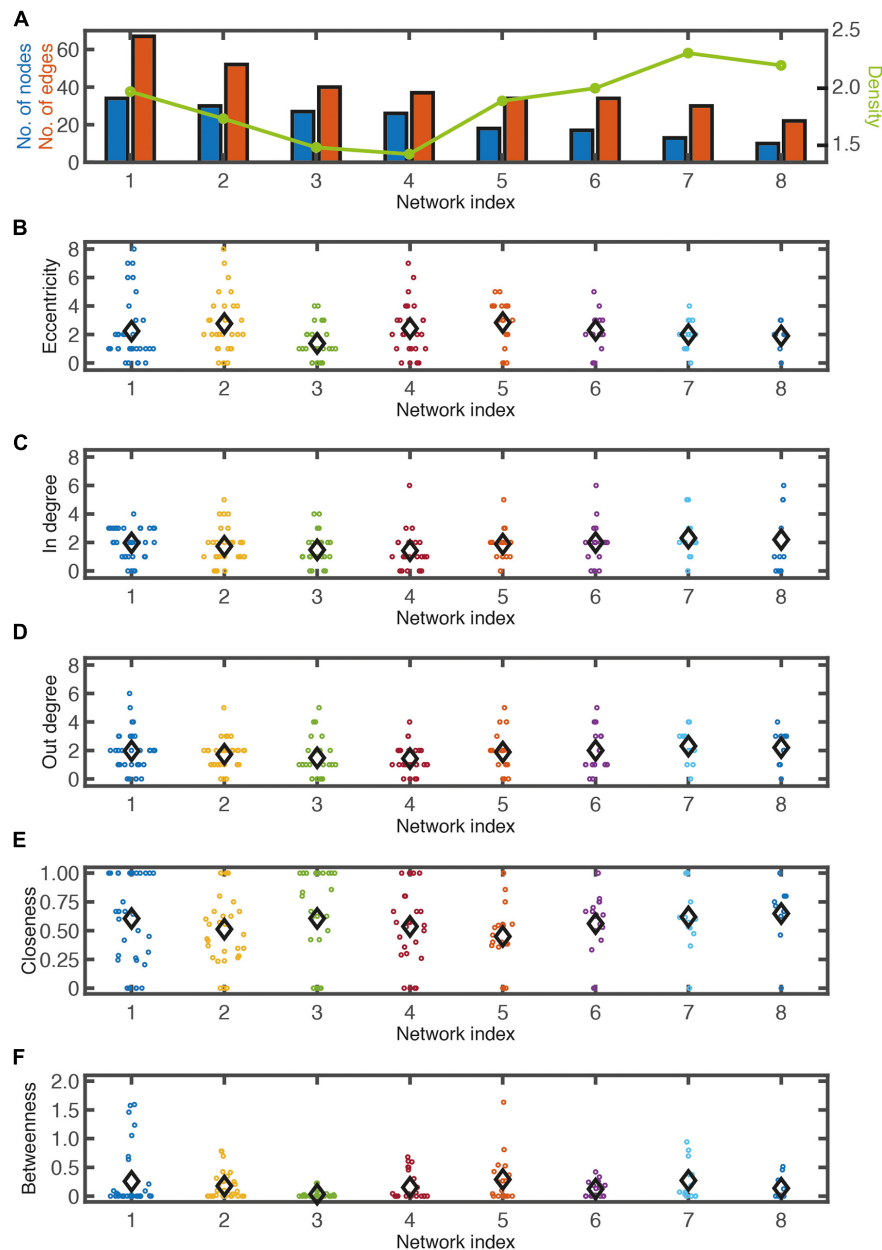 A
No. of nodes
No. of edges
60
40
20
0
2.5
2.0
1.5
Density
1 2 3 4 5 6 7 8
Network index
B
Eccentricity
8
6
4
2
0
1 2 3 4 5 6 7 8
Network index
C
In degree
8
6
4
2
0
1 2 3 4 5 6 7 8
Network index
D
Out degree
8
6
4
2
0
1 2 3 4 5 6 7 8
Network index
E
Closeness
1.00
0.75
0.50
0.25
0
1 2 3 4 5 6 7 8
Network index
F
Betweenness
2.0
1.5
1.0
0.5
0
1 2 3 4 5 6 7 8
Network index